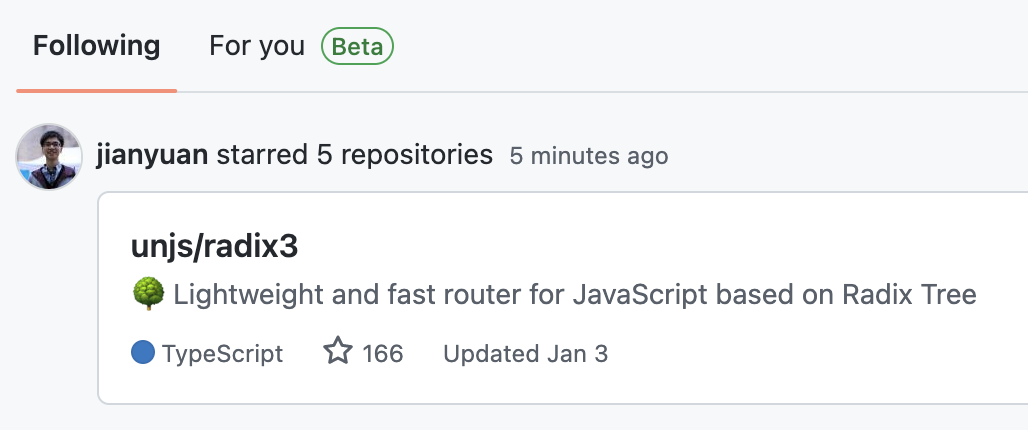 Following For you Beta
jianyuan starred 5 repositories 5 minutes ago
unjs/radix3
🌳 Lightweight and fast router for JavaScript based on Radix Tree
TypeScript 166 Updated Jan 3